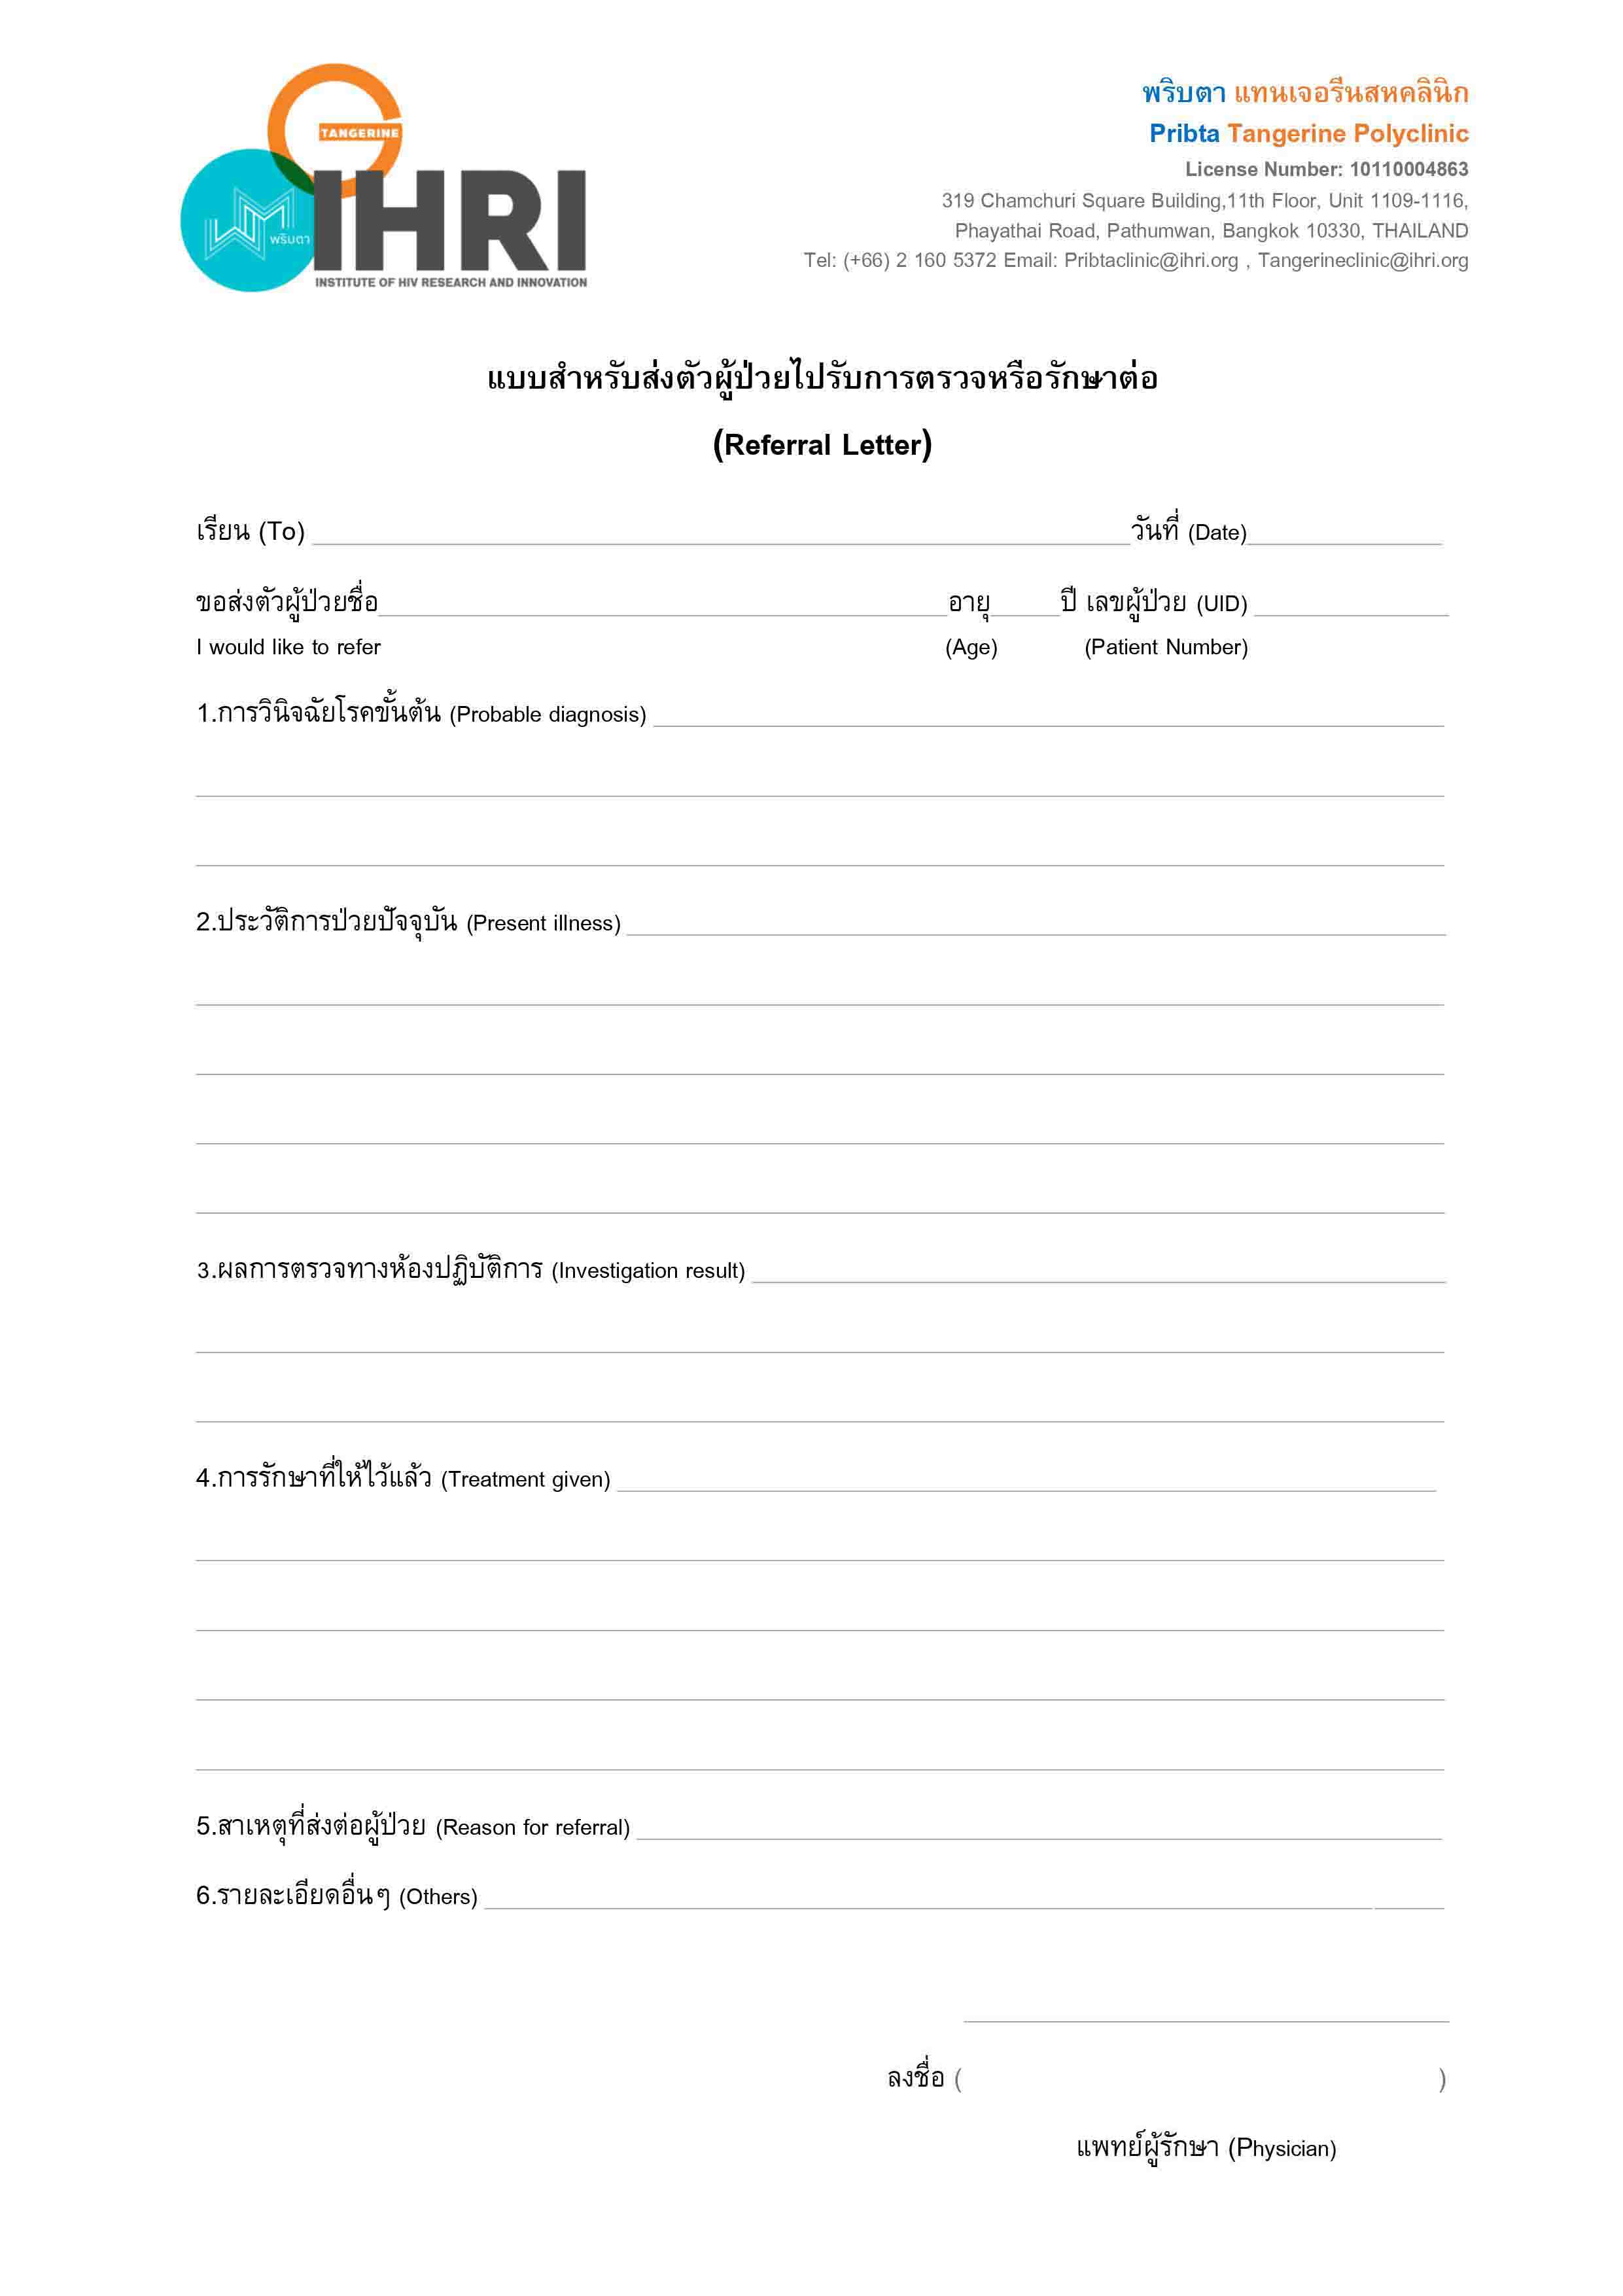 TANGERINE
พริบตา
IHRI
INSTITUTE OF HIV RESEARCH AND INNOVATION
พริบตา แทนเจอรีนสหคลินิก
Pribta Tangerine Polyclinic
License Number: 10110004863
319 Chamchuri Square Building,11th Floor, Unit 1109-1116,
Phayathai Road, Pathumwan, Bangkok 10330, THAILAND
Tel: (+66) 2 160 5372 Email: Pribtaclinic@ihri.org , Tangerineclinic@ihri.org
แบบสำหรับส่งตัวผู้ป่วยไปรับการตรวจหรือรักษาต่อ
(Referral Letter)
เรียน (To) วันที่ (Date)
ขอส่งตัวผู้ป่วยชื่อ อายุ ปี เลขผู้ป่วย (UID)
I would like to refer (Age) (Patient Number)
1.การวินิจฉัยโรคขั้นต้น (Probable diagnosis)
2.ประวัติการป่วยปัจจุบัน (Present illness)
3.ผลการตรวจทางห้องปฏิบัติการ (Investigation result)
4.การรักษาที่ให้ไว้แล้ว (Treatment given)
5.สาเหตุที่ส่งต่อผู้ป่วย (Reason for referral)
6.รายละเอียดอื่นๆ (Others)
ลงชื่อ ( )
แพทย์ผู้รักษา (Physician)